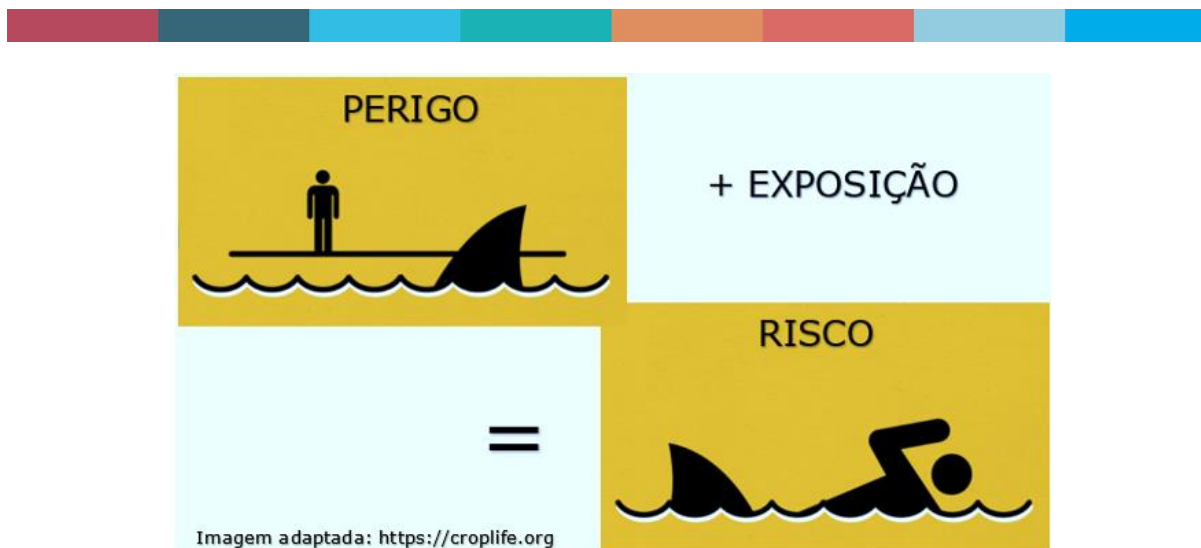 PERIGO
+ EXPOSIÇÃO
=
RISCO
Imagem adaptada: https://croplife.org